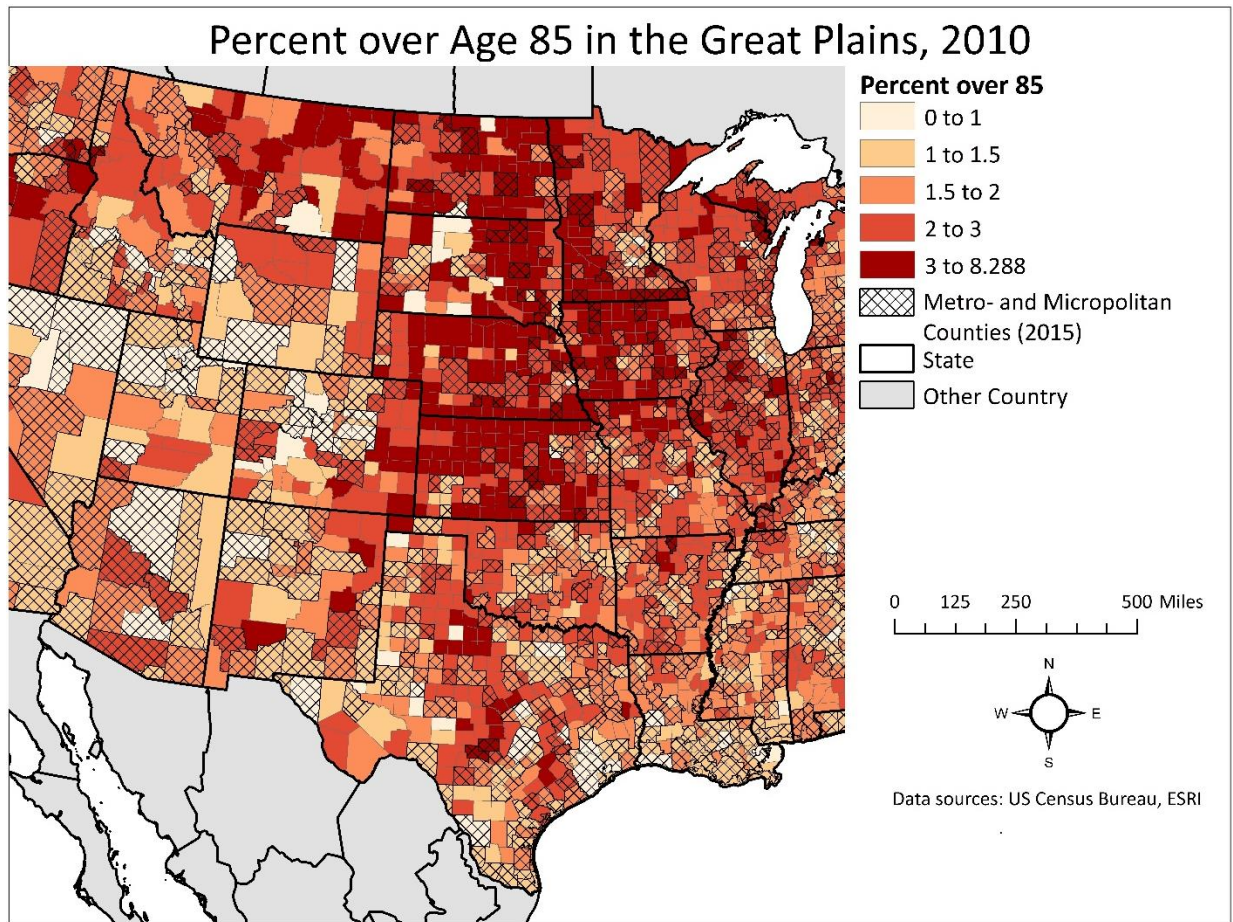 Percent over Age 85 in the Great Plains, 2010
Percent over 85
0 to 1
1 to 1.5
1.5 to 2
2 to 3
3 to 8.288
Metro- and Micropolitan
Counties (2015)
State
Other Country
0 125 250 500 Miles
N
W E
S
Data sources: US Census Bureau, ESRI